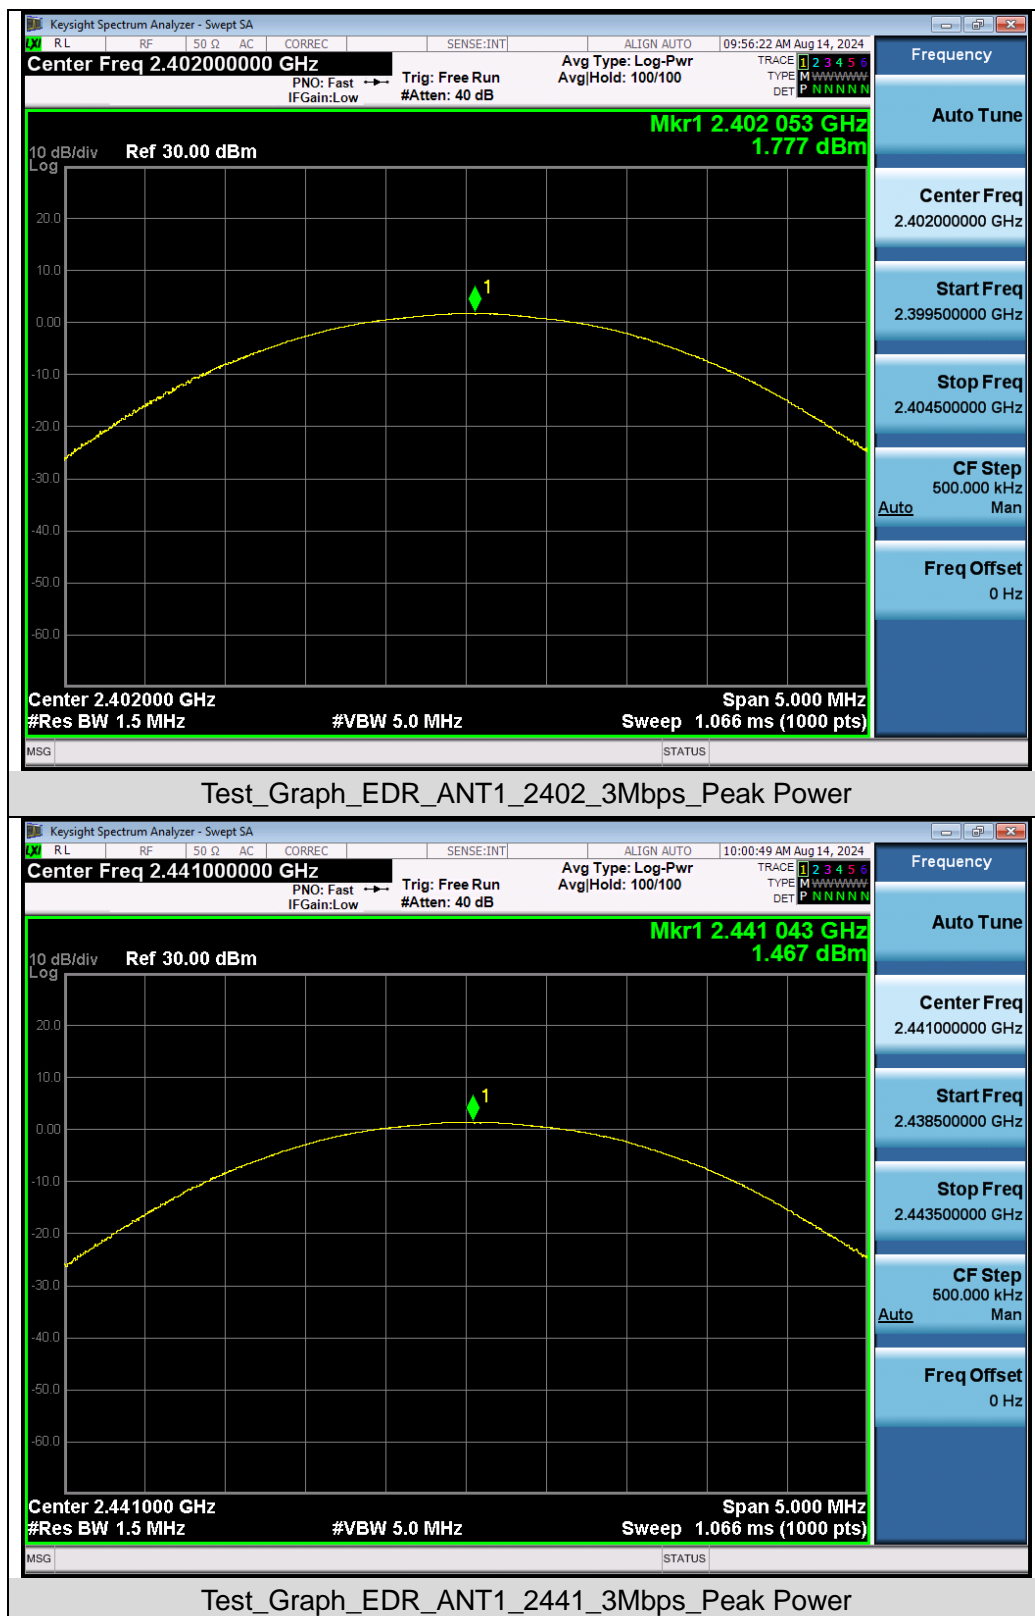 Keysight Spectrum Analyzer - Swept SA
LXI RL RF 50 Ω AC CORREC SENSE:INT ALIGN AUTO 09:56:22 AM Aug 14, 2024
Center Freq 2.402000000 GHz
PNO: Fast
IFGain:Low
Trig: Free Run
#Atten: 40 dB
Avg Type: Log-Pwr
Avg|Hold: 100/100
TRACE 1 2 3 4 5 6
TYPE M WWWWW
DET P N N N N N
Mkr1 2.402 053 GHz
1.777 dBm
10 dB/div Ref 30.00 dBm
Log
20.0
10.0
1
0.00
-10.0
-20.0
-30.0
-40.0
-50.0
-60.0
Center 2.402000 GHz Span 5.000 MHz
#Res BW 1.5 MHz #VBW 5.0 MHz Sweep 1.066 ms (1000 pts)
MSG STATUS
Frequency
Auto Tune
Center Freq
2.402000000 GHz
Start Freq
2.399500000 GHz
Stop Freq
2.404500000 GHz
CF Step
500.000 kHz
Auto Man
Freq Offset
0 Hz
Test_Graph_EDR_ANT1_2402_3Mbps_Peak Power
Keysight Spectrum Analyzer - Swept SA
LXI RL RF 50 Ω AC CORREC SENSE:INT ALIGN AUTO 10:00:49 AM Aug 14, 2024
Center Freq 2.441000000 GHz
PNO: Fast
IFGain:Low
Trig: Free Run
#Atten: 40 dB
Avg Type: Log-Pwr
Avg|Hold: 100/100
TRACE 1 2 3 4 5 6
TYPE M WWWWW
DET P N N N N N
Mkr1 2.441 043 GHz
1.467 dBm
10 dB/div Ref 30.00 dBm
Log
20.0
10.0
1
0.00
-10.0
-20.0
-30.0
-40.0
-50.0
-60.0
Center 2.441000 GHz Span 5.000 MHz
#Res BW 1.5 MHz #VBW 5.0 MHz Sweep 1.066 ms (1000 pts)
MSG STATUS
Frequency
Auto Tune
Center Freq
2.441000000 GHz
Start Freq
2.438500000 GHz
Stop Freq
2.443500000 GHz
CF Step
500.000 kHz
Auto Man
Freq Offset
0 Hz
Test_Graph_EDR_ANT1_2441_3Mbps_Peak Power